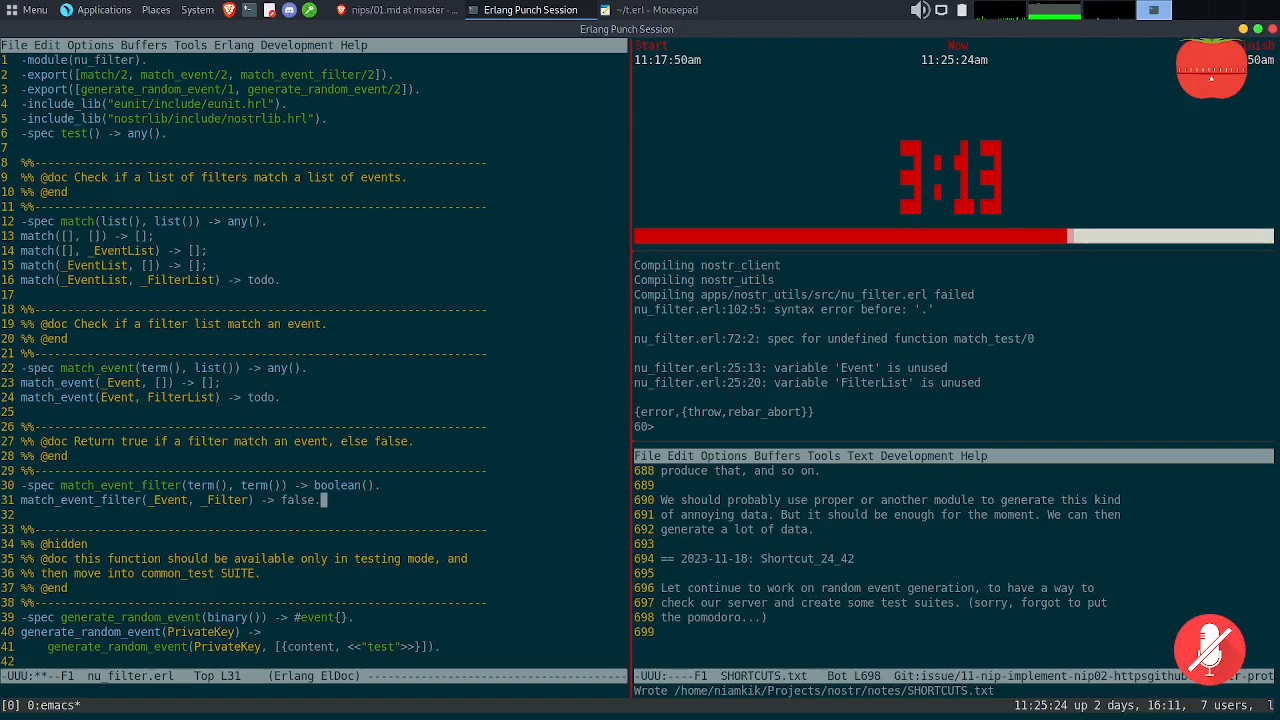 Menu Applications Places System nips/01.md at master - ... Erlang Punch Session ~/t.erl - Mousepad
Erlang Punch Session
File Edit Options Buffers Tools Erlang Development Help
1 -module(nu_filter).
2 -export([match/2, match_event/2, match_event_filter/2]).
3 -export([generate_random_event/1, generate_random_event/2]).
4 -include_lib("eunit/include/eunit.hrl").
5 -include_lib("nostrlib/include/nostrlib.hrl").
6 -spec test() -> any().
7
8 %%--------------------------------------------------------------------
9 %% @doc Check if a list of filters match a list of events.
10 %% @end
11 %%--------------------------------------------------------------------
12 -spec match(list(), list()) -> any().
13 match([], []) -> [];
14 match([], _EventList) -> [];
15 match(_EventList, []) -> [];
16 match(_EventList, _FilterList) -> todo.
17
18 %%--------------------------------------------------------------------
19 %% @doc Check if a filter list match an event.
20 %% @end
21 %%--------------------------------------------------------------------
22 -spec match_event(term(), list()) -> any().
23 match_event(_Event, []) -> [];
24 match_event(Event, FilterList) -> todo.
25
26 %%--------------------------------------------------------------------
27 %% @doc Return true if a filter match an event, else false.
28 %% @end
29 %%--------------------------------------------------------------------
30 -spec match_event_filter(term(), term()) -> boolean().
31 match_event_filter(_Event, _Filter) -> false.
32
33 %%--------------------------------------------------------------------
34 %% @hidden
35 %% @doc this function should be available only in testing mode, and
36 %% then move into common_test SUITE.
37 %% @end
38 %%--------------------------------------------------------------------
39 -spec generate_random_event(binary()) -> #event{}.
40 generate_random_event(PrivateKey) ->
41     generate_random_event(PrivateKey, [{content, <<"test">>}]).
42
-UUU:**--F1 nu_filter.erl Top L31 (Erlang ElDoc) ----------------------------------------
Start Now
11:17:50am 11:25:24am 50am
3:13
Compiling nostr_client
Compiling nostr_utils
Compiling apps/nostr_utils/src/nu_filter.erl failed
nu_filter.erl:102:5: syntax error before: '.'
nu_filter.erl:72:2: spec for undefined function match_test/0
nu_filter.erl:25:13: variable 'Event' is unused
nu_filter.erl:25:20: variable 'FilterList' is unused
{error,{throw,rebar_abort}}
60>
File Edit Options Buffers Tools Text Development Help
688 produce that, and so on.
689
690 We should probably use proper or another module to generate this kind
691 of annoying data. But it should be enough for the moment. We can then
692 generate a lot of data.
693
694 == 2023-11-18: Shortcut_24_42
695
696 Let continue to work on random event generation, to have a way to
697 check our server and create some test suites. (sorry, forgot to put
698 the pomodoro...)
699
-UUU:----F1 SHORTCUTS.txt Bot L698 Git:issue/11-nip-implement-nip02-httpsgithub
Wrote /home/niamkik/Projects/nostr/notes/SHORTCUTS.txt
[0] 0:emacs* 11:25:24 up 2 days, 16:11, 7 users, l